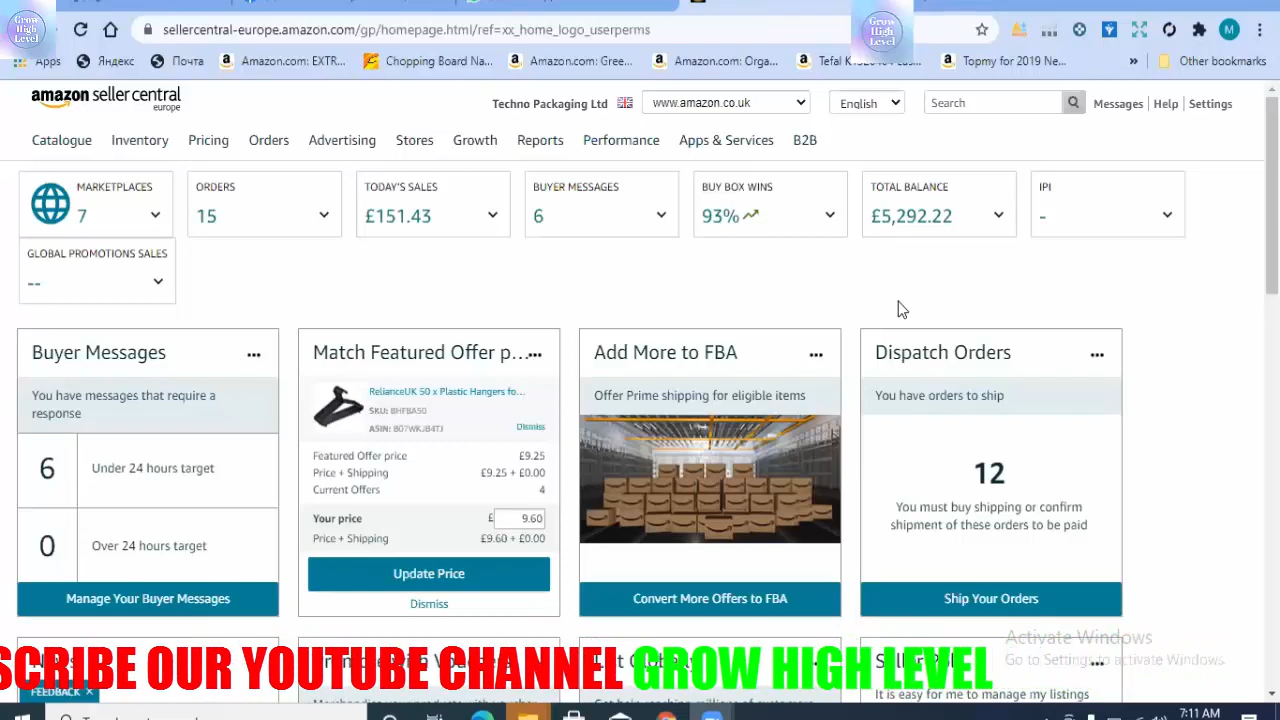 Grow
High
Level
sellercentral-europe.amazon.com/gp/homepage.html/ref=xx_home_logo_userperms
Grow
High
Level
M
Apps
Яндекс
Почта
Amazon.com: EXTR...
Chopping Board Na...
Amazon.com: Gree...
Amazon.com: Orga...
Topmy for 2019 Ne...
»
Other bookmarks
amazon seller central
europe
Techno Packaging Ltd
www.amazon.co.uk
English
Search
Messages | Help | Settings
Catalogue Inventory Pricing Orders Advertising Stores Growth Reports Performance Apps & Services B2B
MARKETPLACES
7
ORDERS
15
TODAY'S SALES
£151.43
BUYER MESSAGES
6
BUY BOX WINS
93%
TOTAL BALANCE
£5,292.22
IPI
-
GLOBAL PROMOTIONS SALES
--
Buyer Messages
You have messages that require a
response
6 Under 24 hours target
0 Over 24 hours target
Manage Your Buyer Messages
Match Featured Offer p...
RelianceUK 50 x Plastic Hangers fo...
SKU: BHFBA50
ASIN: B07WKJB4TJ
Dismiss
Featured Offer price £9.25
Price + Shipping £9.25 + £0.00
Current Offers 4
Your price £ 9.60
Price + Shipping £9.60 + £0.00
Update Price
Dismiss
Add More to FBA
Offer Prime shipping for eligible items
Convert More Offers to FBA
Dispatch Orders
You have orders to ship
12
You must buy shipping or confirm
shipment of these orders to be paid
Ship Your Orders
Activate Windows
Go to Settings to activate Windows.
SCRIBE OUR YOUTUBE CHANNEL GROW HIGH LEVEL
It is easy for me to manage my listings
FEEDBACK ×
7:11 AM